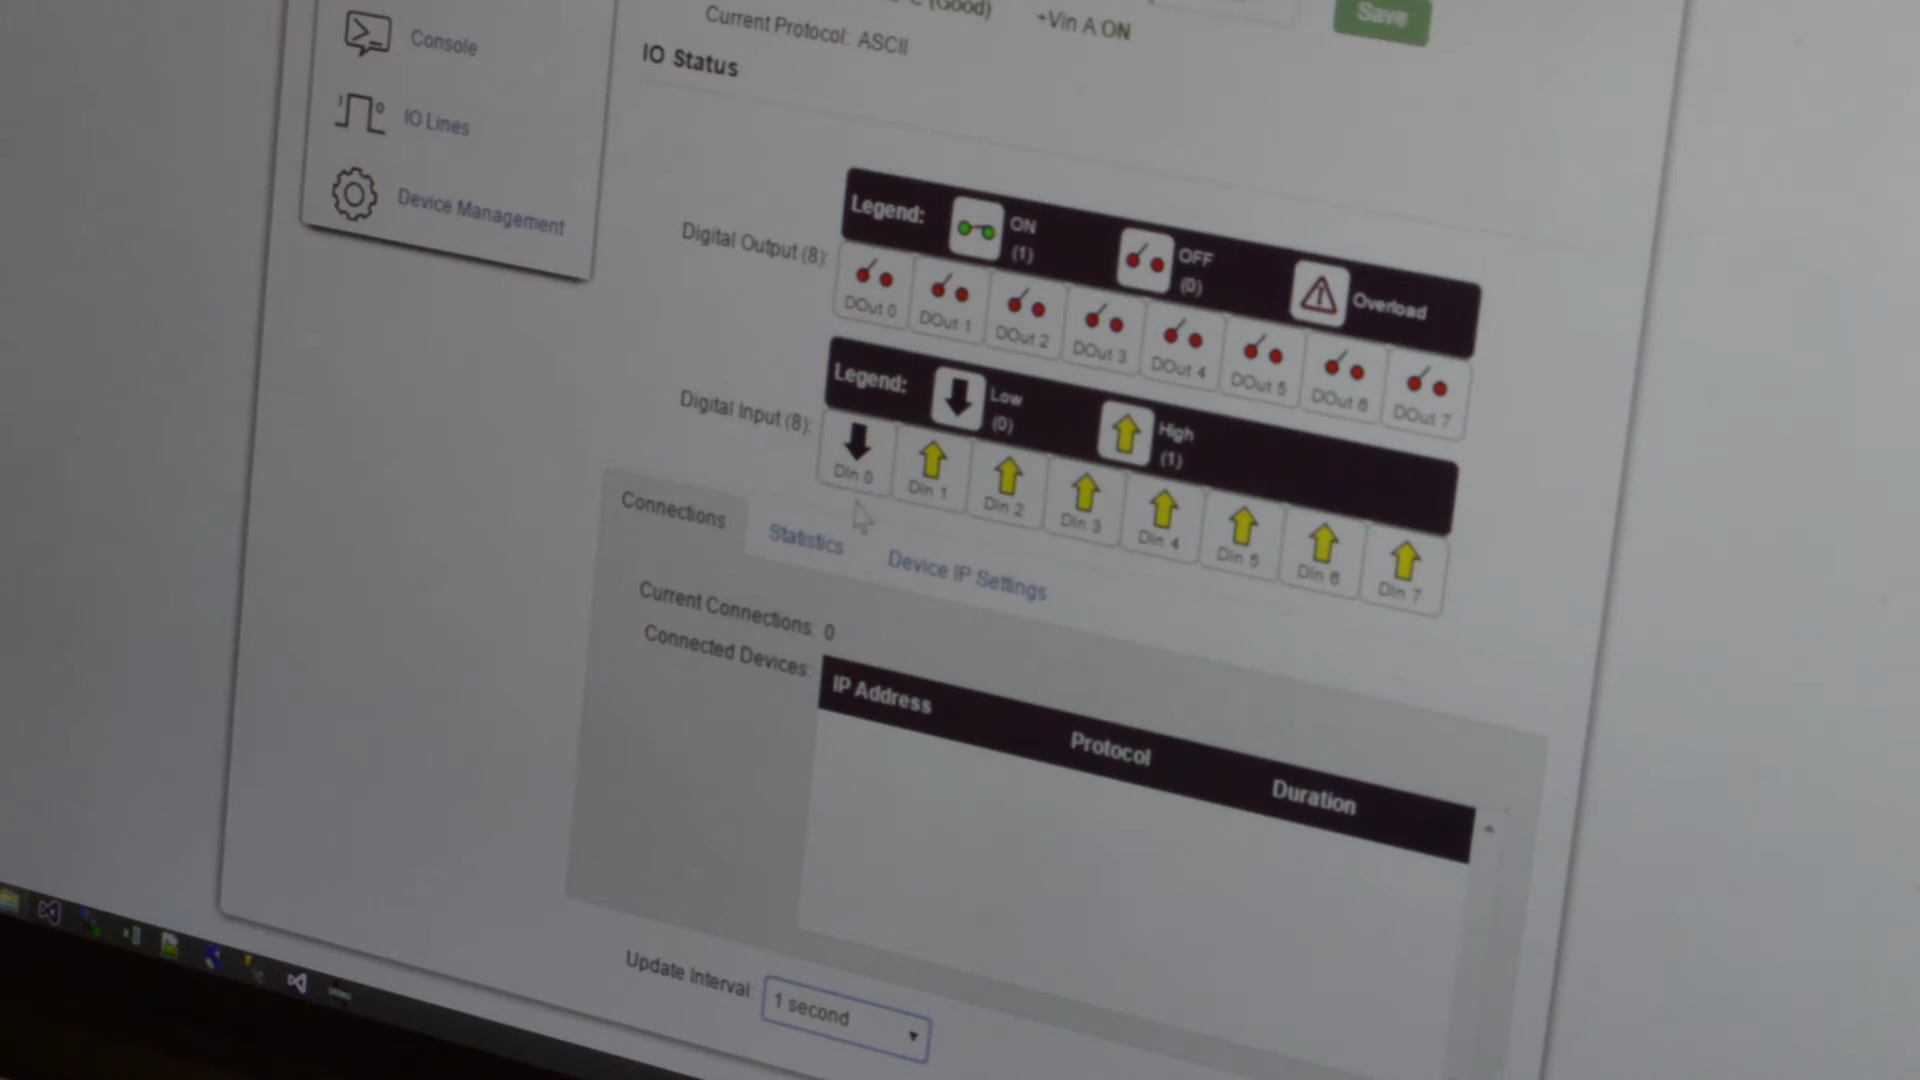 Console
IO Lines
Device Management
(Good)
+Vin A: ON
Save
Current Protocol: ASCII
IO Status
Digital Output (8):
Legend:
ON
(1)
OFF
(0)
Overload
DOut 0
DOut 1
DOut 2
DOut 3
DOut 4
DOut 5
DOut 6
DOut 7
Digital Input (8):
Legend:
Low
(0)
High
(1)
DIn 0
DIn 1
DIn 2
DIn 3
DIn 4
DIn 5
DIn 6
DIn 7
Connections
Statistics
Device IP Settings
Current Connections: 0
Connected Devices:
IP Address
Protocol
Duration
Update Interval:
1 second